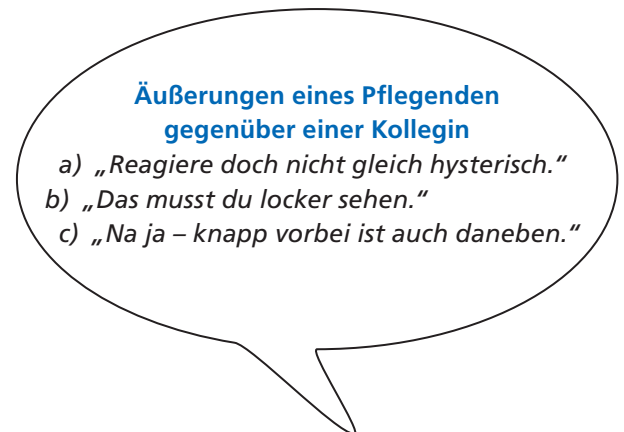 Äußerungen eines Pflegenden
gegenüber einer Kollegin
a) „Reagiere doch nicht gleich hysterisch.“
b) „Das musst du locker sehen.“
c) „Na ja – knapp vorbei ist auch daneben.“